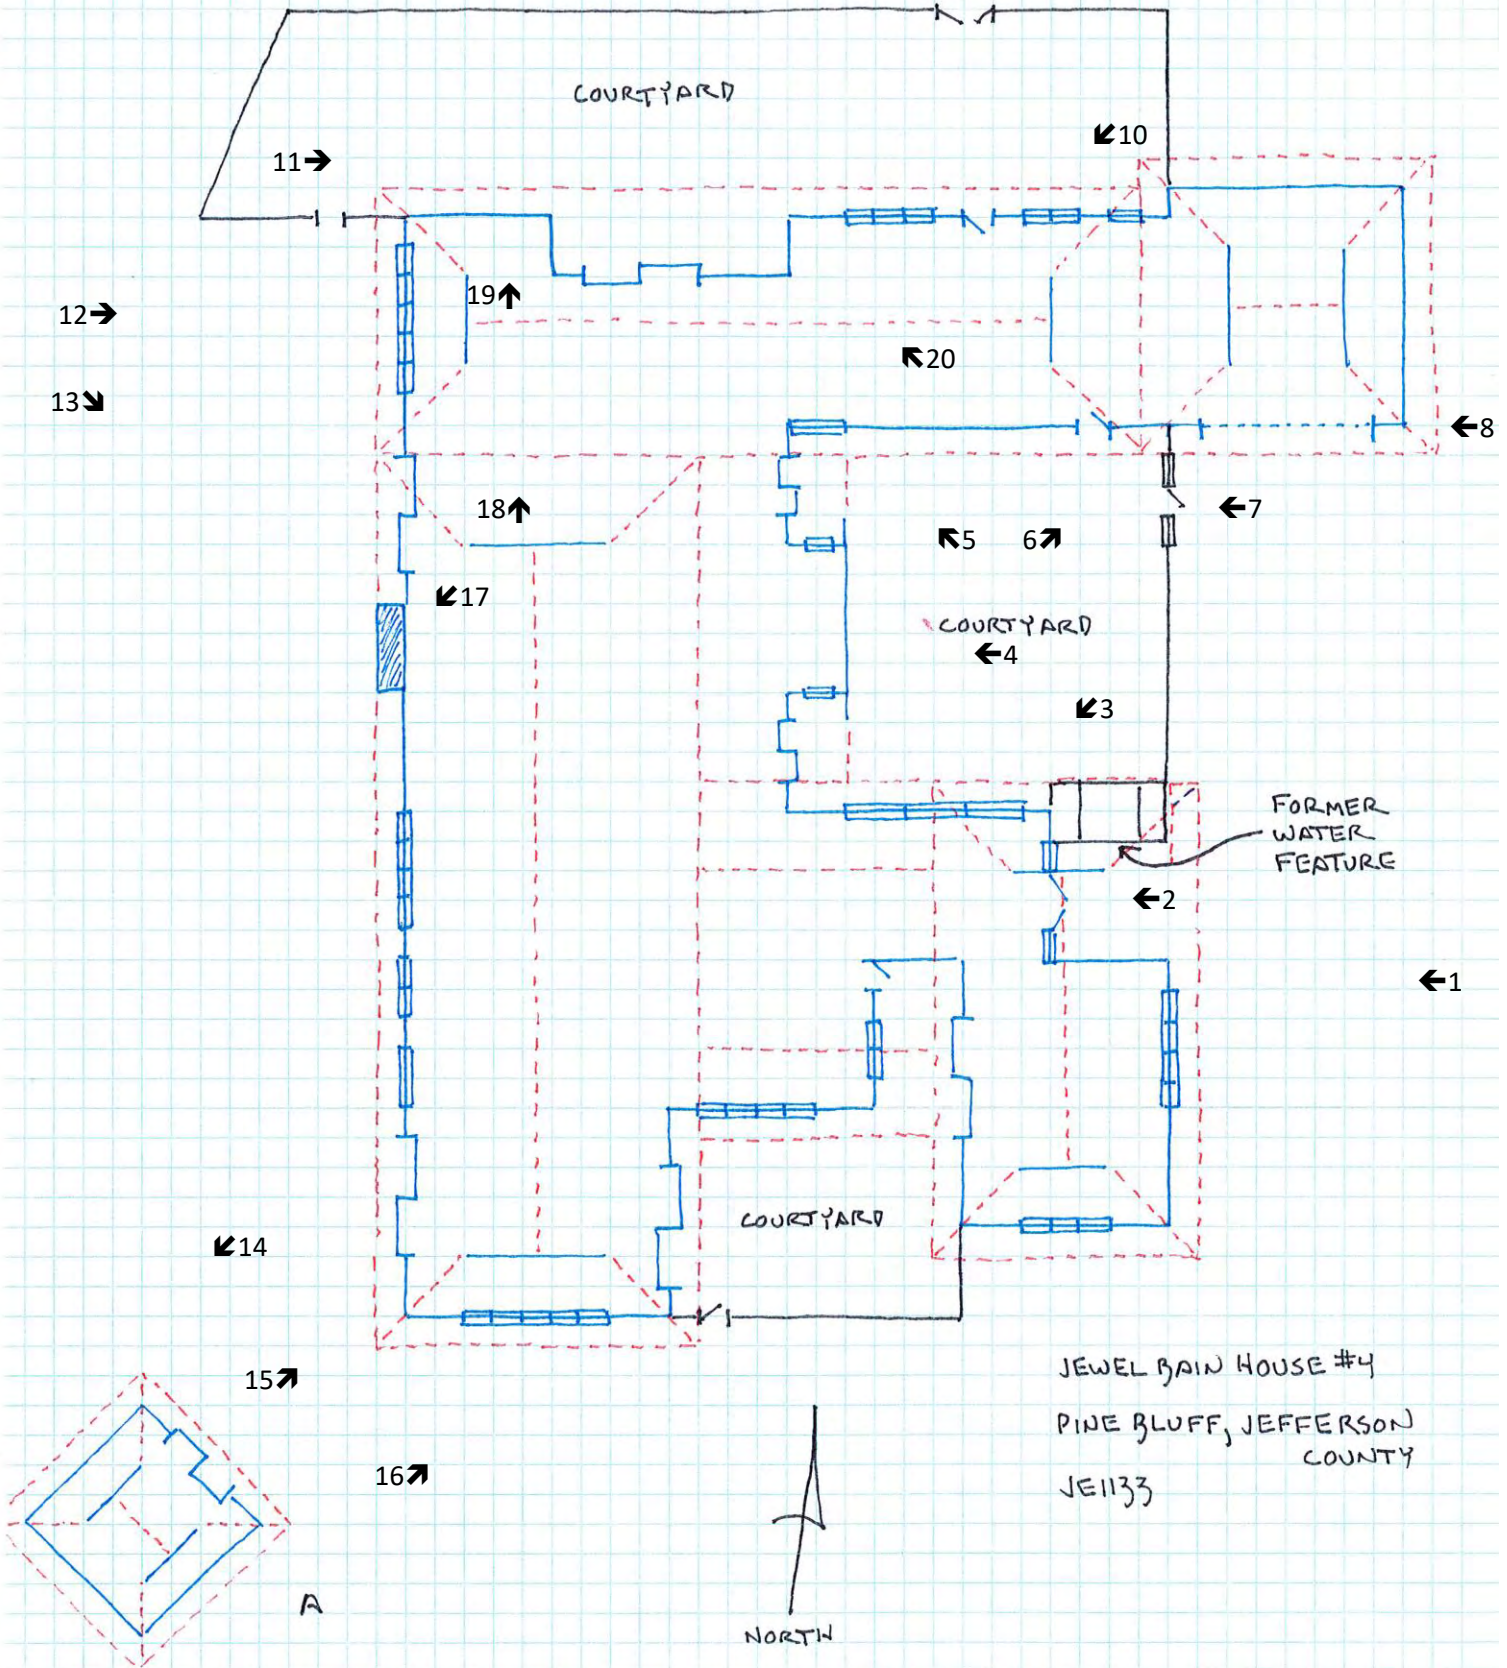 COURTYARD
↙10
11→
19↑
12→
↖20
13↘
←8
18↑
←7
↖5
6↗
↙17
COURTYARD
←4
↙3
FORMER
WATER
FEATURE
←2
←1
COURTYARD
↙14
15↗
JEWEL BAIN HOUSE #4
PINE BLUFF, JEFFERSON
COUNTY
16↗
JE1133
A
NORTH